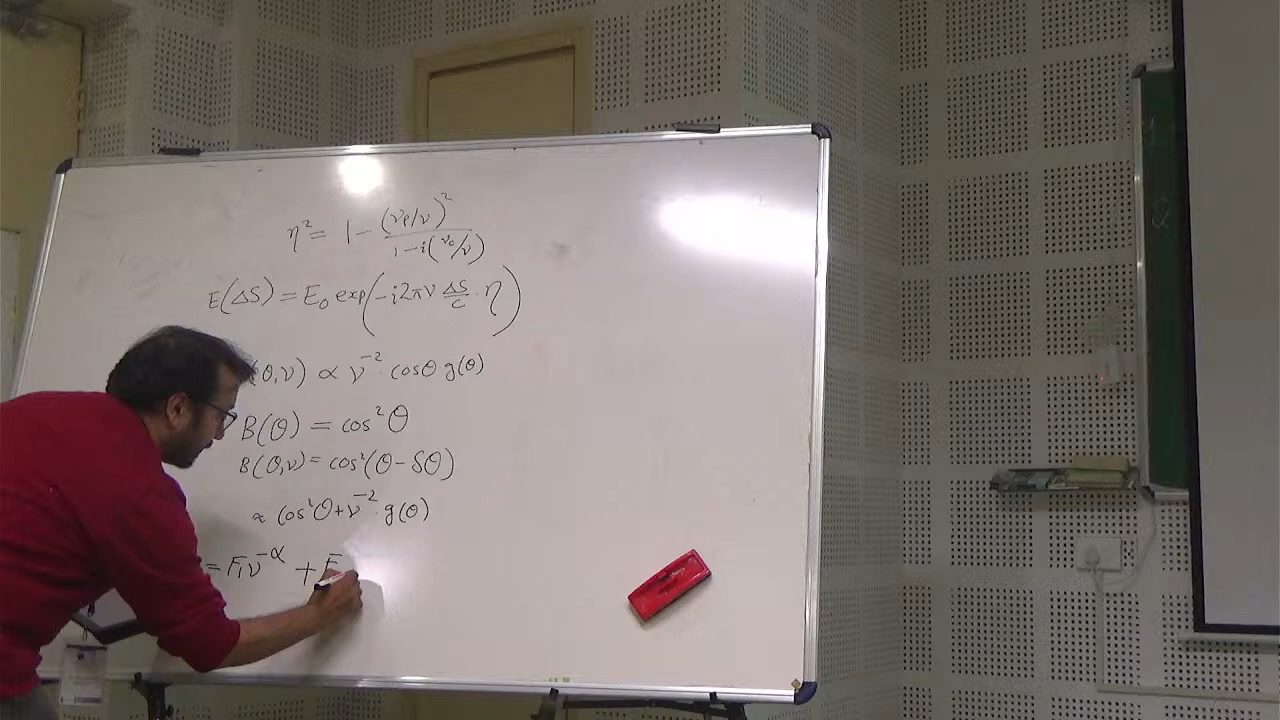 η² = 1 - (νp/ν)² / (1 - i(νc/ν))
E(ΔS) = E₀ exp(-i2πν ΔS/c · η)
(θ,ν) ∝ ν⁻² · cosθ g(θ)
B(θ) = cos²θ
B(θ,ν) = cos²(θ - δθ)
∝ cos²θ + ν⁻² · g(θ)
= F₁ν^-α + F